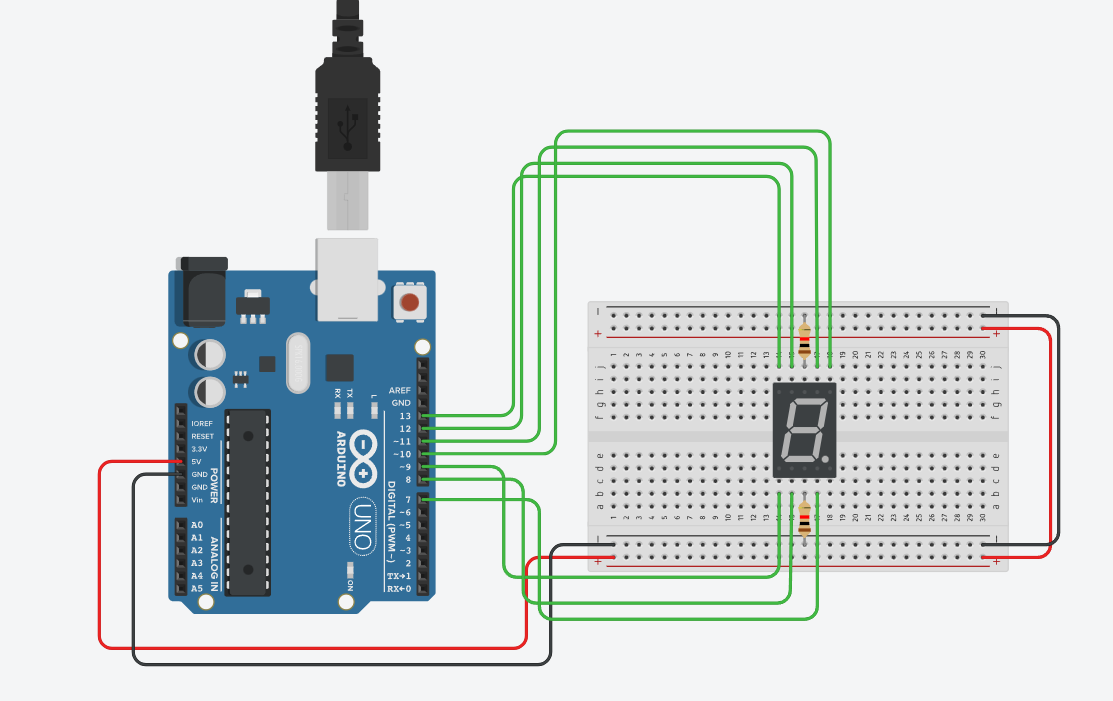 AREF
GND
13
12
~11
~10
~9
8
7
~6
~5
4
~3
2
TX→1
RX←0
DIGITAL (PWM~)
IOREF
RESET
3.3V
5V
GND
GND
Vin
POWER
A0
A1
A2
A3
A4
A5
ANALOG IN
RX
TX
L
ARDUINO
UNO
ON
− −
+ +
1 2 3 4 5 6 7 8 9 10 11 12 13 14 15 17 18 19 20 21 22 23 24 25 26 27 28 29 30
j j
i i
h h
g g
f f
e e
d d
c c
b b
a a
1 2 3 4 5 6 7 8 9 10 11 12 13 14 15 17 18 19 20 21 22 23 24 25 26 27 28 29 30
− −
+ +